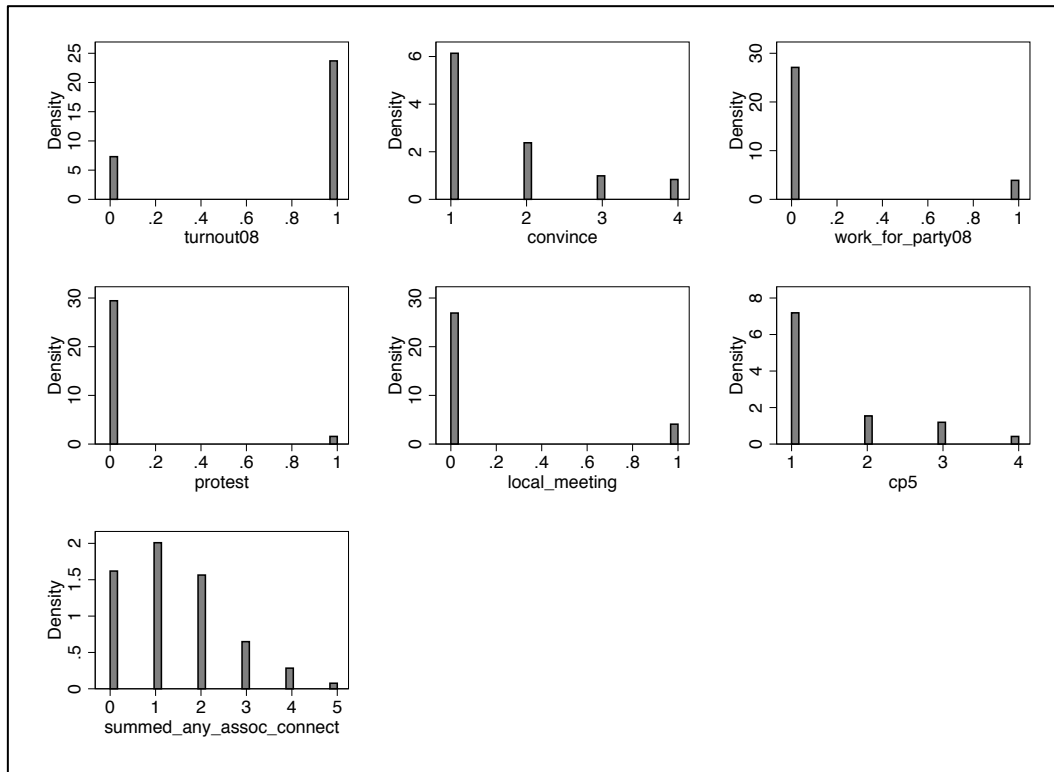 Density
25
20
15
10
5
0
0 .2 .4 .6 .8 1
turnout08
Density
6
4
2
0
1 2 3 4
convince
Density
30
20
10
0
0 .2 .4 .6 .8 1
work_for_party08
Density
30
20
10
0
0 .2 .4 .6 .8 1
protest
Density
30
20
10
0
0 .2 .4 .6 .8 1
local_meeting
Density
8
6
4
2
0
1 2 3 4
cp5
Density
2
1.5
1
.5
0
0 1 2 3 4 5
summed_any_assoc_connect